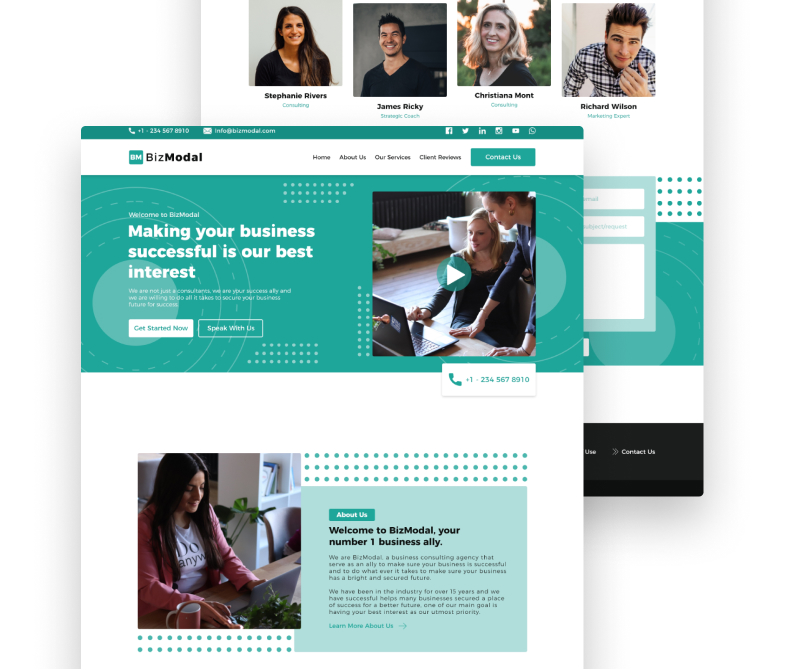 Stephanie Rivers
Consulting
James Ricky
Strategic Coach
Christiana Mont
Consulting
Richard Wilson
Marketing Expert
+1 - 234 567 8910
Info@bizmodal.com
BM BizModal
Home
About Us
Our Services
Client Reviews
Contact Us
Welcome to BizModal
Making your business
successful is our best
interest
We are not just a consultants, we are your success ally and
we are willing to do all it takes to secure your business
future for success.
Get Started Now
Speak With Us
+1 - 234 567 8910
email
subject/request
Use
Contact Us
About Us
Welcome to BizModal, your
number 1 business ally.
We are BizModal, a business consulting agency that
serve as an ally to make sure your business is successful
and to do what ever it takes to make sure your business
has a bright and secured future.
We have been in the industry for over 15 years and we
have successful helps many businesses secured a place
of success for a better future, one of our main goal is
having your best interest as our utmost priority.
Learn More About Us